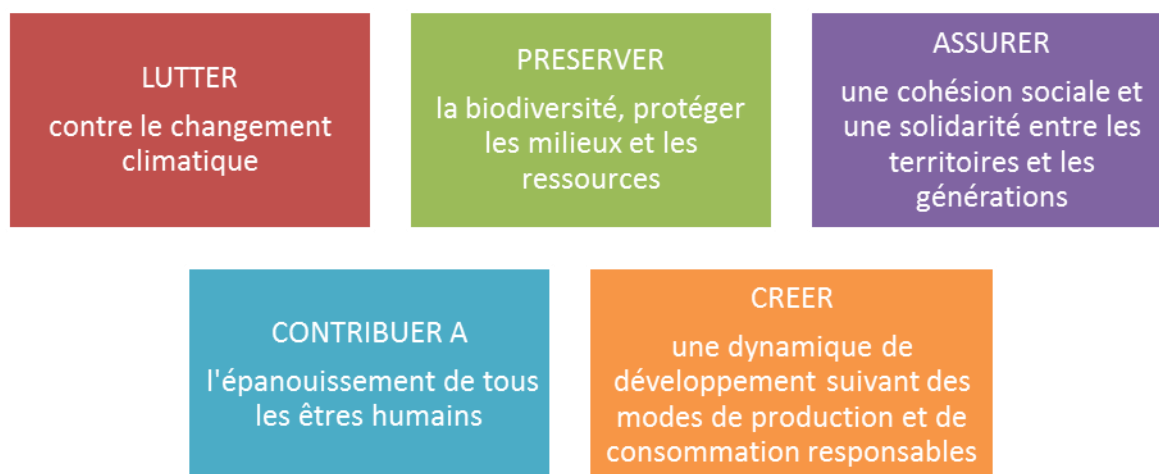 LUTTER
contre le changement
climatique
PRESERVER
la biodiversité, protéger
les milieux et les
ressources
ASSURER
une cohésion sociale et
une solidarité entre les
territoires et les
générations
CONTRIBUER A
l'épanouissement de tous
les êtres humains
CREER
une dynamique de
développement suivant des
modes de production et de
consommation responsables